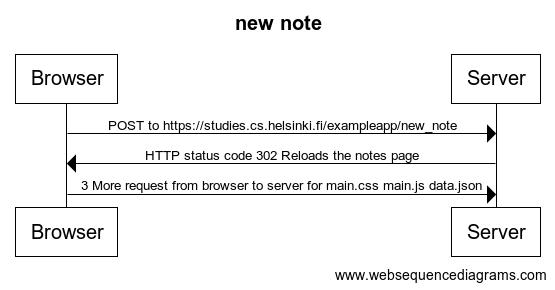 new note
Browser Server
POST to https://studies.cs.helsinki.fi/exampleapp/new_note
HTTP status code 302 Reloads the notes page
3 More request from browser to server for main.css main.js data.json
Browser Server
www.websequencediagrams.com